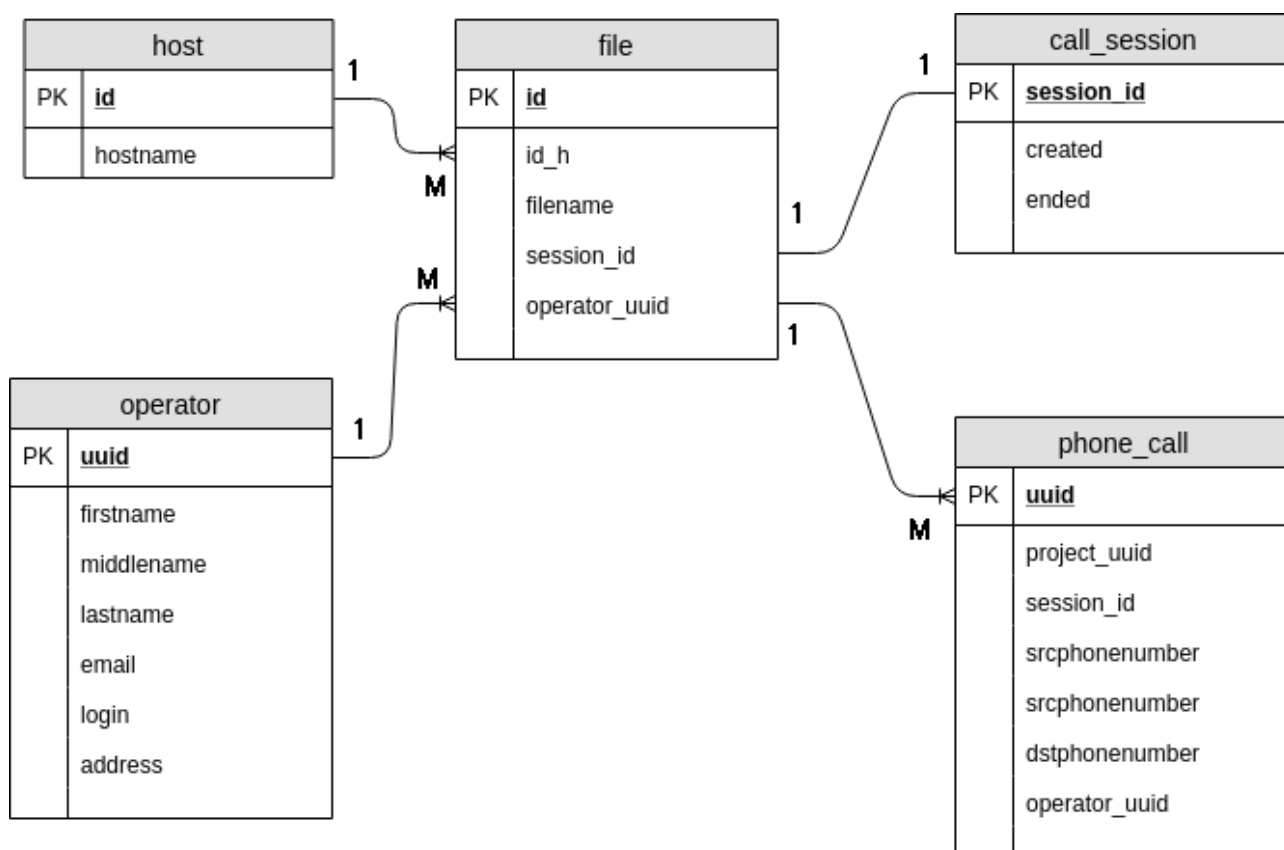 host
PK id
hostname
1
M
file
PK id
id_h
filename
session_id
operator_uuid
1
1
call_session
PK session_id
created
ended
operator
PK uuid
firstname
middlename
lastname
email
login
address
1
M
1
M
phone_call
PK uuid
project_uuid
session_id
srcphonenumber
srcphonenumber
dstphonenumber
operator_uuid